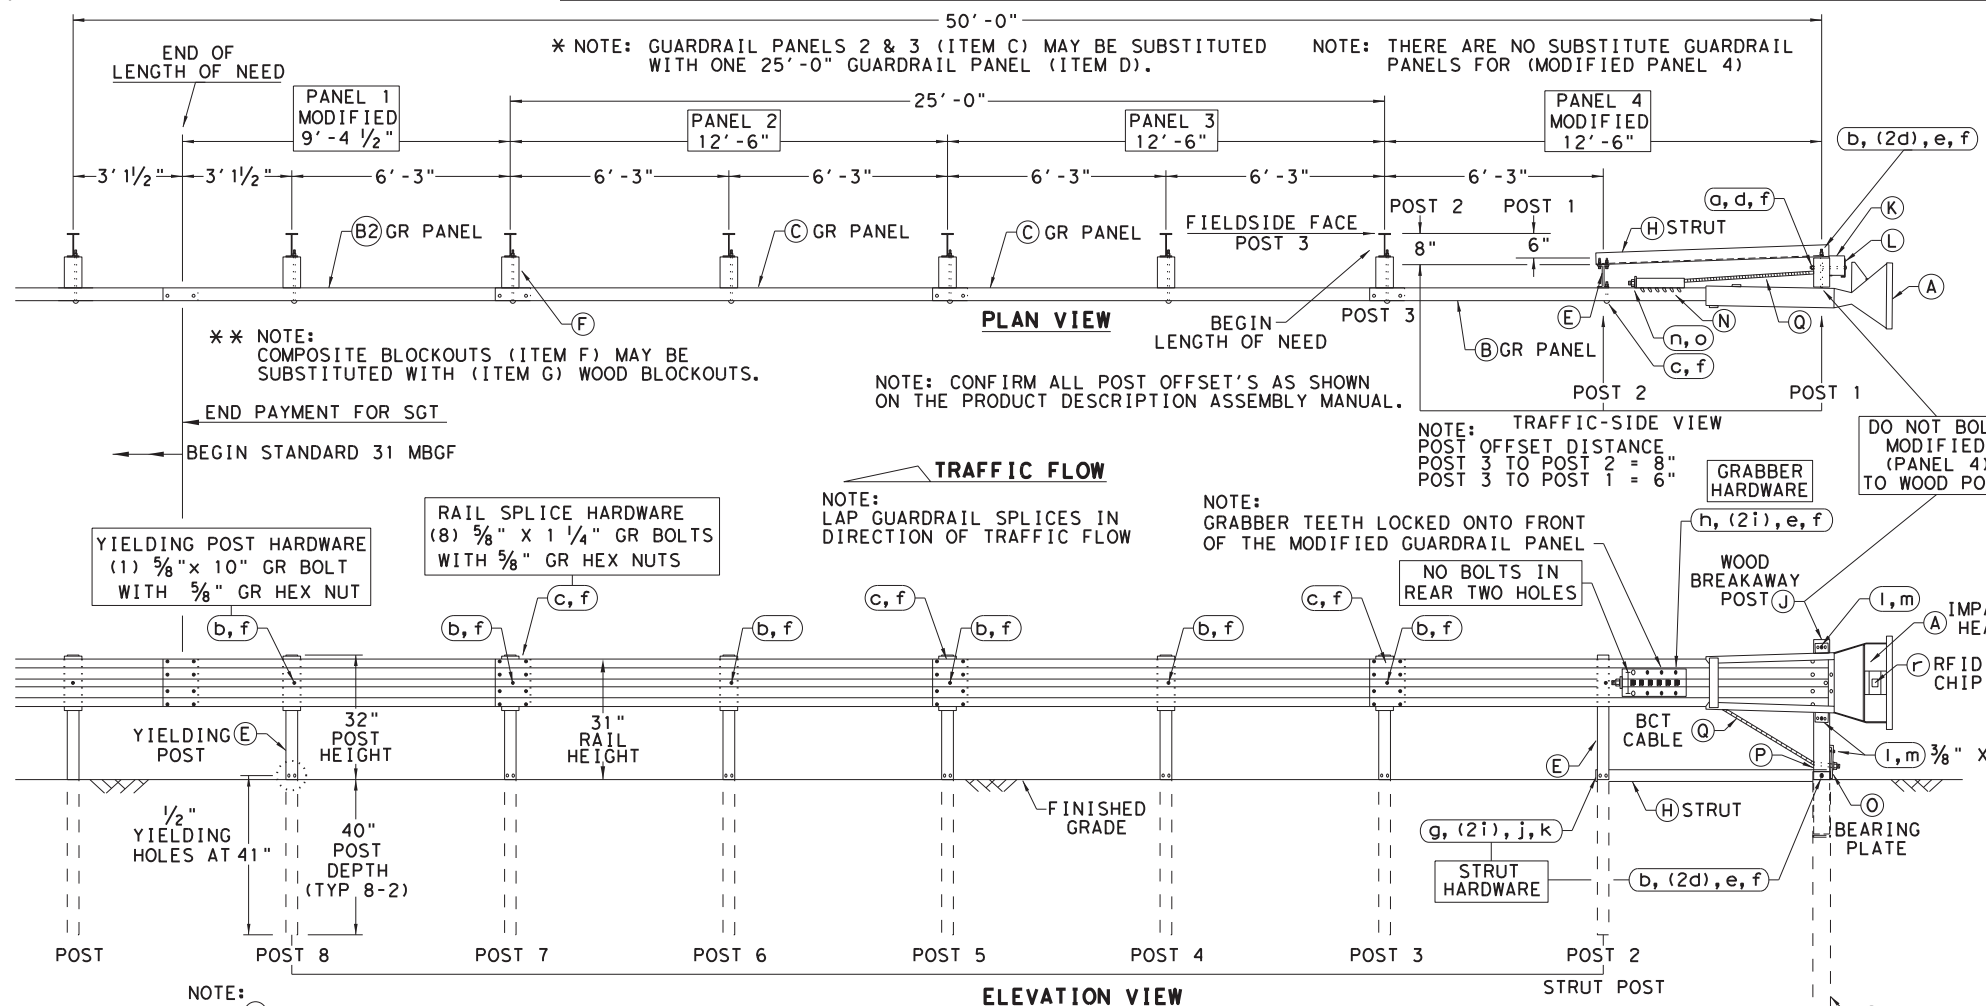 50'-0"
* NOTE: GUARDRAIL PANELS 2 & 3 (ITEM C) MAY BE SUBSTITUTED
WITH ONE 25'-0" GUARDRAIL PANEL (ITEM D).
NOTE: THERE ARE NO SUBSTITUTE GUARDRAIL
PANELS FOR (MODIFIED PANEL 4)
END OF
LENGTH OF NEED
25'-0"
PANEL 1
MODIFIED
9'-4 1/2"
PANEL 2
12'-6"
PANEL 3
12'-6"
PANEL 4
MODIFIED
12'-6"
b, (2d), e, f
3' 1/2"
3' 1/2"
6'-3"
6'-3"
6'-3"
6'-3"
6'-3"
6'-3"
B2 GR PANEL
C GR PANEL
C GR PANEL
FIELDSIDE FACE
POST 3
POST 2
8"
POST 1
6"
H STRUT
a, d, f
K
L
A
F
PLAN VIEW
BEGIN
LENGTH OF NEED
POST 3
B GR PANEL
E
n, o
c, f
N
Q
POST 2
POST 1
** NOTE:
COMPOSITE BLOCKOUTS (ITEM F) MAY BE
SUBSTITUTED WITH (ITEM G) WOOD BLOCKOUTS.
NOTE: CONFIRM ALL POST OFFSET'S AS SHOWN
ON THE PRODUCT DESCRIPTION ASSEMBLY MANUAL.
END PAYMENT FOR SGT
BEGIN STANDARD 31 MBGF
TRAFFIC-SIDE VIEW
NOTE:
POST OFFSET DISTANCE
POST 3 TO POST 2 = 8"
POST 3 TO POST 1 = 6"
DO NOT BOL
MODIFIED
(PANEL 4)
TO WOOD PO
TRAFFIC FLOW
NOTE:
LAP GUARDRAIL SPLICES IN
DIRECTION OF TRAFFIC FLOW
NOTE:
GRABBER TEETH LOCKED ONTO FRONT
OF THE MODIFIED GUARDRAIL PANEL
GRABBER
HARDWARE
h, (2i), e, f
YIELDING POST HARDWARE
(1) 5/8" x 10" GR BOLT
WITH 5/8" GR HEX NUT
RAIL SPLICE HARDWARE
(8) 5/8" X 1 1/4" GR BOLTS
WITH 5/8" GR HEX NUTS
NO BOLTS IN
REAR TWO HOLES
WOOD
BREAKAWAY
POST J
l, m
b, f
b, f
c, f
b, f
c, f
b, f
b, f
c, f
b, f
A IMPA
HEA
r RFID
CHIP
YIELDING E
POST
32"
POST
HEIGHT
31"
RAIL
HEIGHT
E
BCT
CABLE
Q
P
l, m 3/8" X
1/2"
YIELDING
HOLES AT 41"
40"
POST
DEPTH
(TYP 8-2)
FINISHED
GRADE
g, (2i), j, k
STRUT
HARDWARE
H STRUT
b, (2d), e, f
O
BEARING
PLATE
POST
POST 8
POST 7
POST 6
POST 5
POST 4
POST 3
POST 2
STRUT POST
NOTE:
ELEVATION VIEW